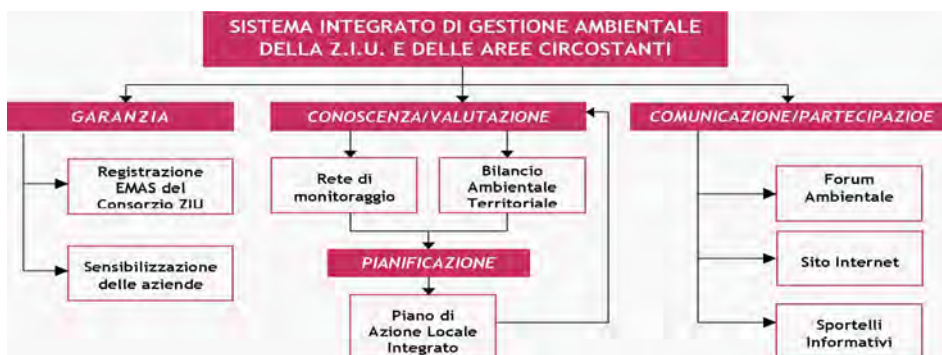 SISTEMA INTEGRATO DI GESTIONE AMBIENTALE
DELLA Z.I.U. E DELLE AREE CIRCOSTANTI
GARANZIA
Registrazione
EMAS del
Consorzio ZIU
Sensibilizzazione
delle aziende
CONOSCENZA/VALUTAZIONE
Rete di
monitoraggio
Bilancio
Ambientale
Territoriale
PIANIFICAZIONE
Piano di
Azione Locale
Integrato
COMUNICAZIONE/PARTECIPAZIOE
Forum
Ambientale
Sito Internet
Sportelli
Informativi